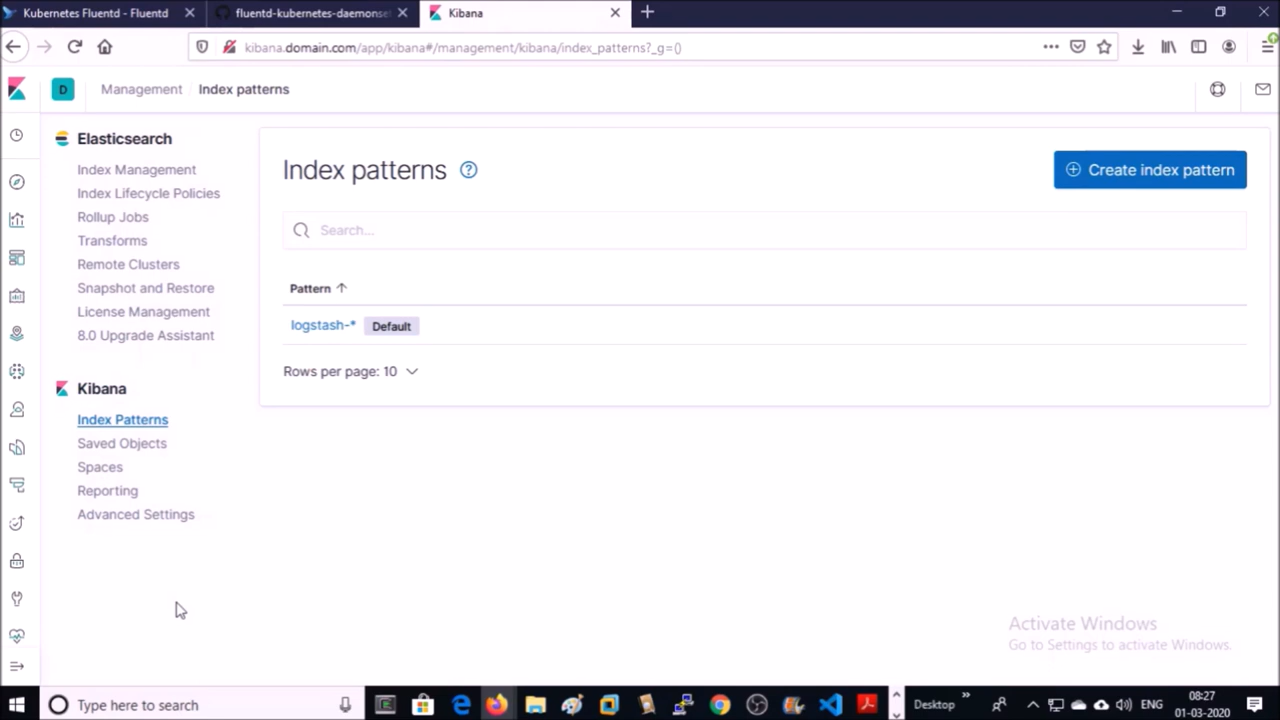 Kubernetes Fluentd - Fluentd
fluentd-kubernetes-daemonse
Kibana
kibana.domain.com/app/kibana#/management/kibana/index_patterns?_g=()
D
Management
Index patterns
Elasticsearch
Index Management
Index Lifecycle Policies
Rollup Jobs
Transforms
Remote Clusters
Snapshot and Restore
License Management
8.0 Upgrade Assistant
Kibana
Index Patterns
Saved Objects
Spaces
Reporting
Advanced Settings
Index patterns
Create index pattern
Search...
Pattern
logstash-*
Default
Rows per page: 10
Activate Windows
Go to Settings to activate Windows.
Type here to search
Desktop
ENG
08:27
01-03-2020